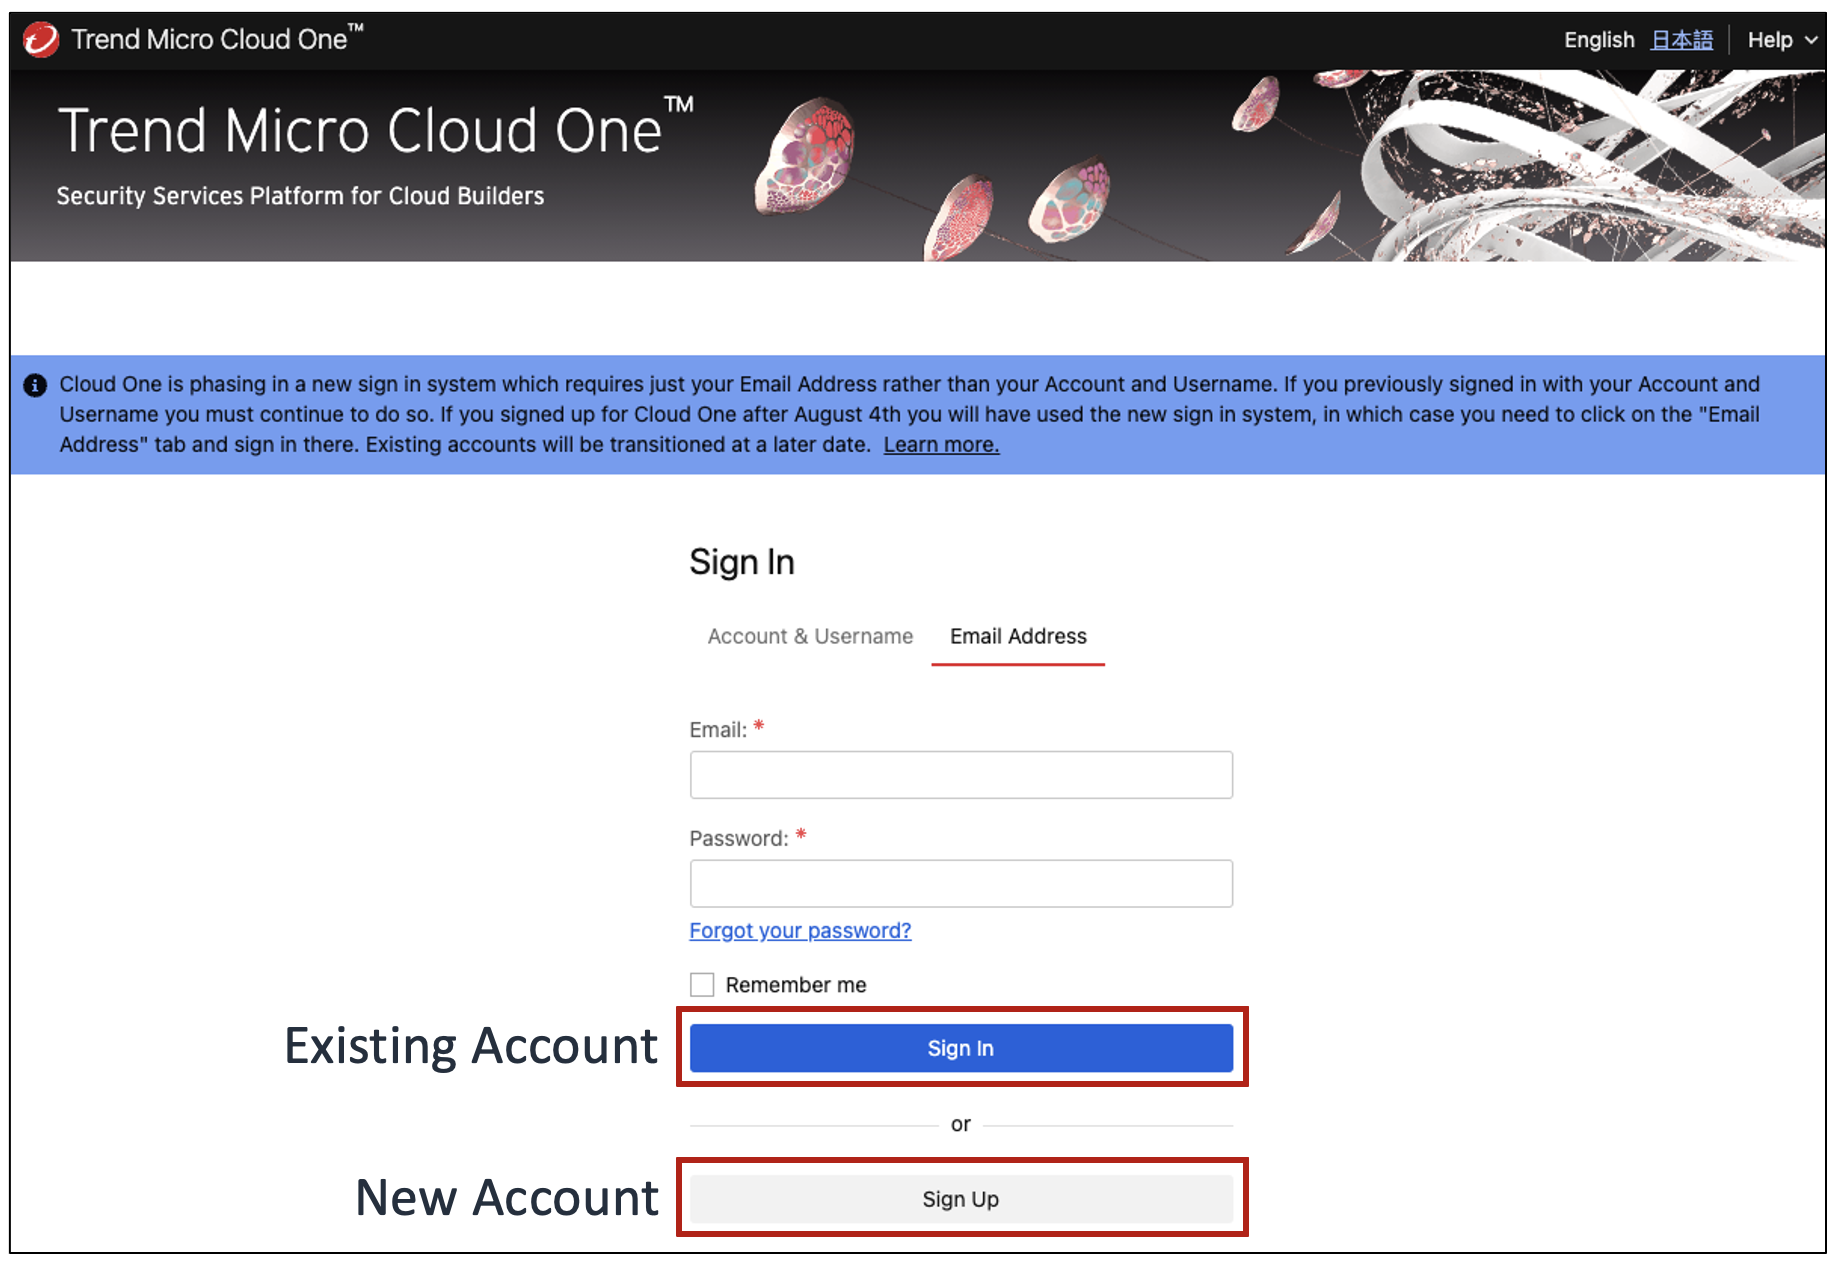 Trend Micro Cloud One™
English 日本語 Help
Trend Micro Cloud One™
Security Services Platform for Cloud Builders
Cloud One is phasing in a new sign in system which requires just your Email Address rather than your Account and Username. If you previously signed in with your Account and
Username you must continue to do so. If you signed up for Cloud One after August 4th you will have used the new sign in system, in which case you need to click on the "Email
Address" tab and sign in there. Existing accounts will be transitioned at a later date. Learn more.
Sign In
Account & Username Email Address
Email: *
Password: *
Forgot your password?
Remember me
Existing Account Sign In
or
New Account Sign Up